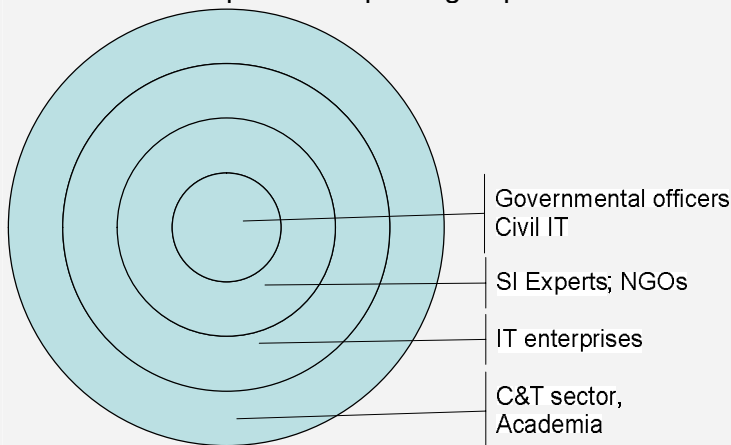 Governmental officers
Civil IT
SI Experts; NGOs
IT enterprises
C&T sector,
Academia